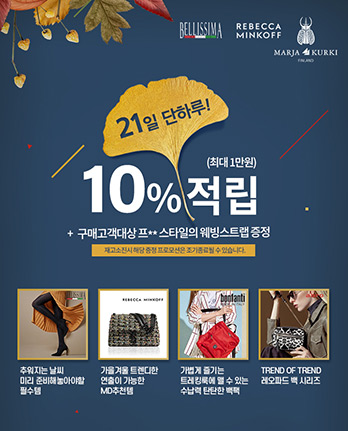 BELLISSIMA
REBECCA
MINKOFF
MARJA KURKI
FINLAND
21일 단하루!
(최대 1만원)
10%적립
+ 구매고객대상 프** 스타일의 웨빙스트랩 증정
재고소진시 해당 증정 프로모션은 조기종료될 수 있습니다.
BELLISSIMA
REBECCA MINKOFF
bonfanti
추워지는 날씨
미리 준비해놓아야할
필수템
가을겨울 트렌디한
연출이 가능한
MD추천템
가볍게 즐기는
트레킹룩에 맬 수 있는
수납력 탄탄한 백팩
TREND OF TREND
레오파드 백 시리즈